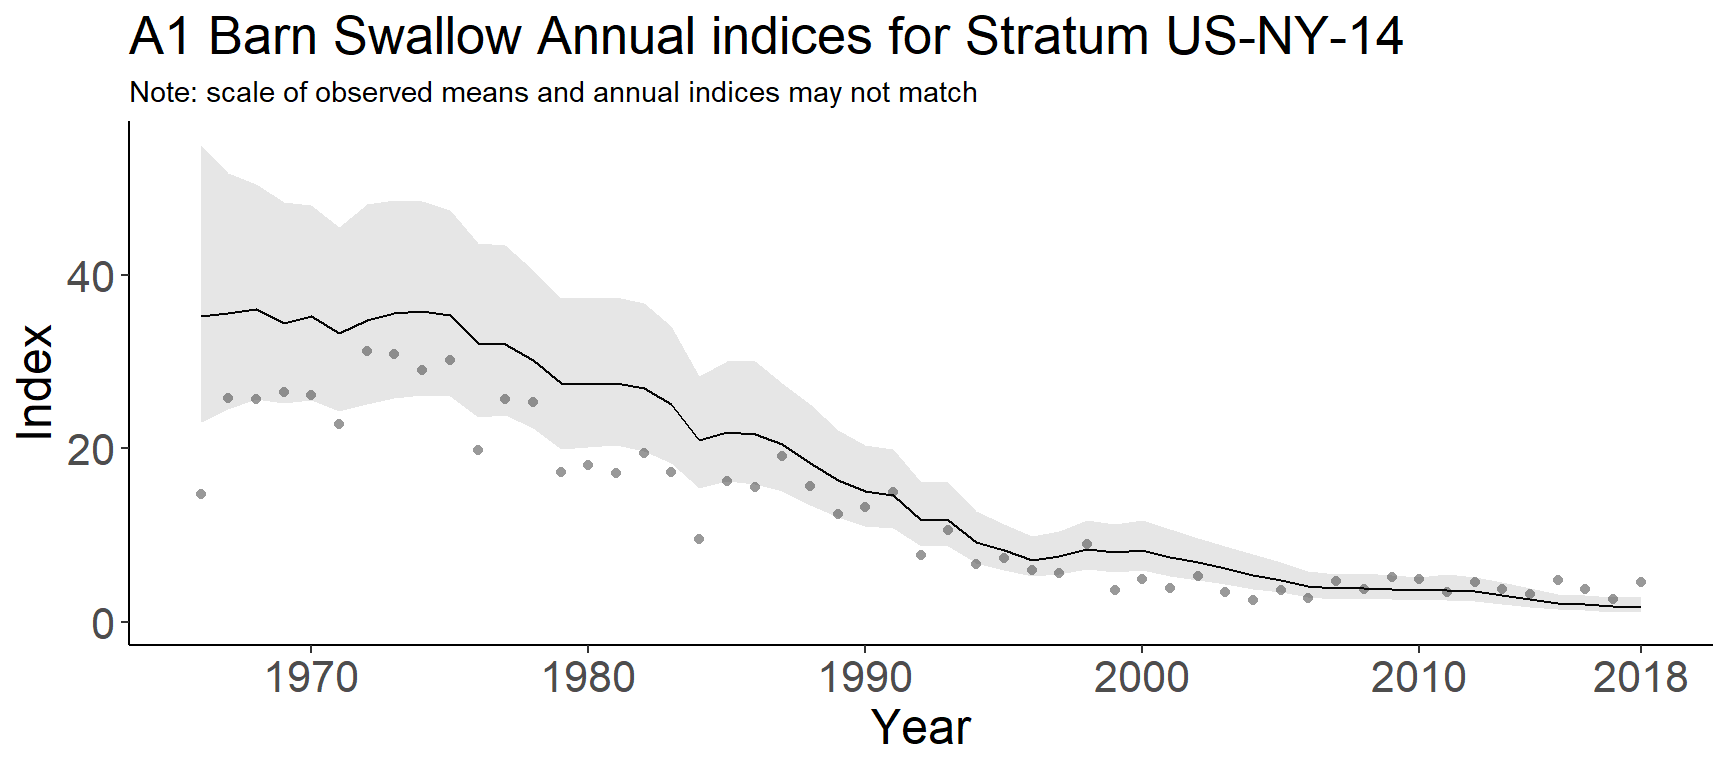 A1 Barn Swallow Annual indices for Stratum US-NY-14
Note: scale of observed means and annual indices may not match
Index
40
20
0
1970 1980 1990 2000 2010 2018
Year